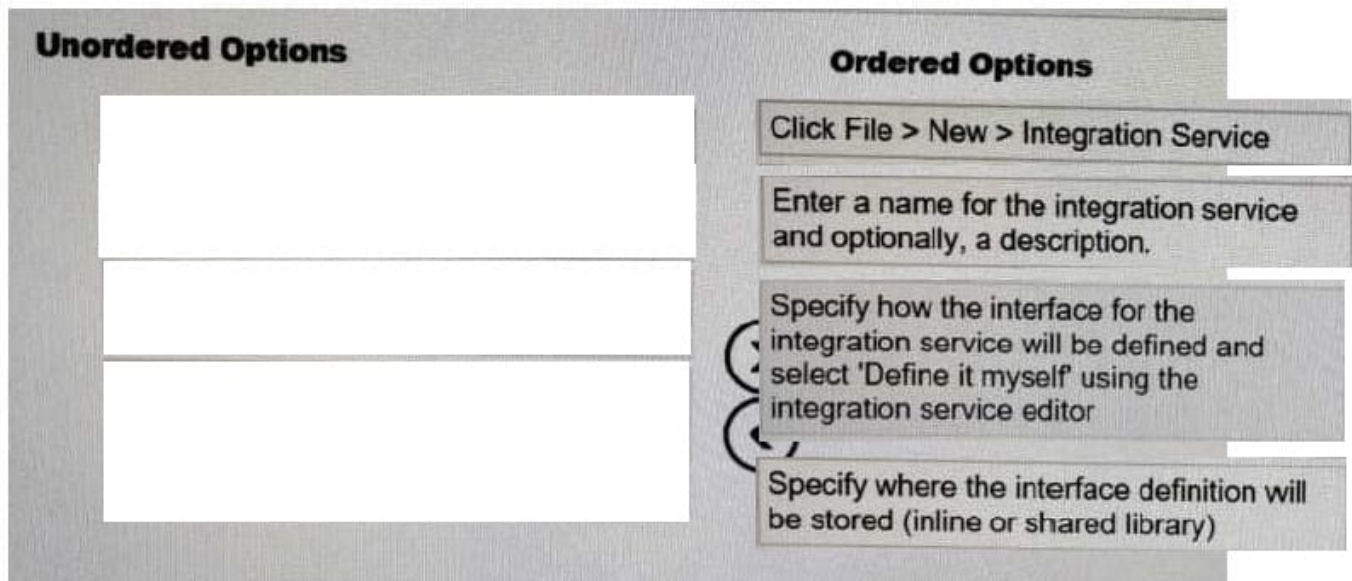 Unordered Options
Ordered Options
Click File > New > Integration Service
Enter a name for the integration service
and optionally, a description.
Specify how the interface for the
integration service will be defined and
select 'Define it myself' using the
integration service editor
Specify where the interface definition will
be stored (inline or shared library)